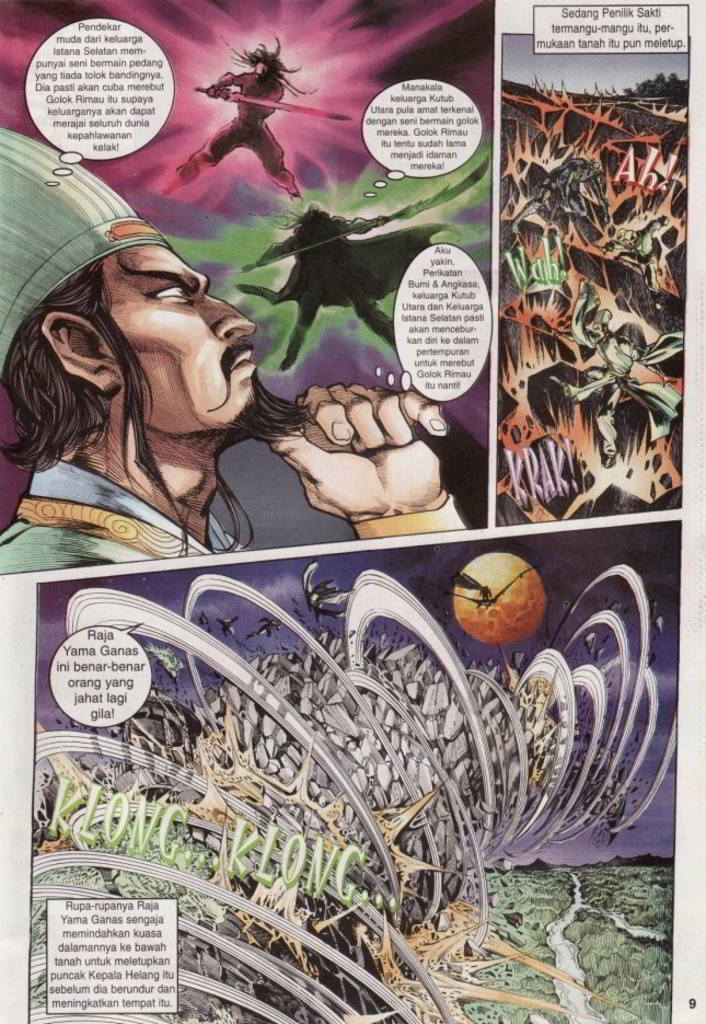 Pendekar
muda dari keluarga
Istana Selatan mem-
punyai seni bermain pedang
yang tiada tolok bandingnya.
Dia pasti akan cuba merebut
Golok Rimau itu supaya
keluarganya akan dapat
merajai seluruh dunia
kepahlawanan
kelak!
Manakala
keluarga Kutub
Utara pula amat terkenal
dengan seni bermain golok
mereka. Golok Rimau
itu tentu sudah lama
menjadi idaman
mereka!
Aku
yakin,
Perikatan
Bumi & Angkasa,
keluarga Kutub
Utara dan Keluarga
Istana Selatan pasti
akan mencebur-
kan diri ke dalam
pertempuran
untuk merebut
Golok Rimau
itu nanti!
Sedang Penilik Sakti
termangu-mangu itu, per-
mukaan tanah itu pun meletup.
Ah!
Wah!
KRAK!
Raja
Yama Ganas
ini benar-benar
orang yang
jahat lagi
gila!
KLONG...KLONG...
Rupa-rupanya Raja
Yama Ganas sengaja
memindahkan kuasa
dalamannya ke bawah
tanah untuk meletupkan
puncak Kepala Helang itu
sebelum dia berundur dan
meningkatkan tempat itu.
9